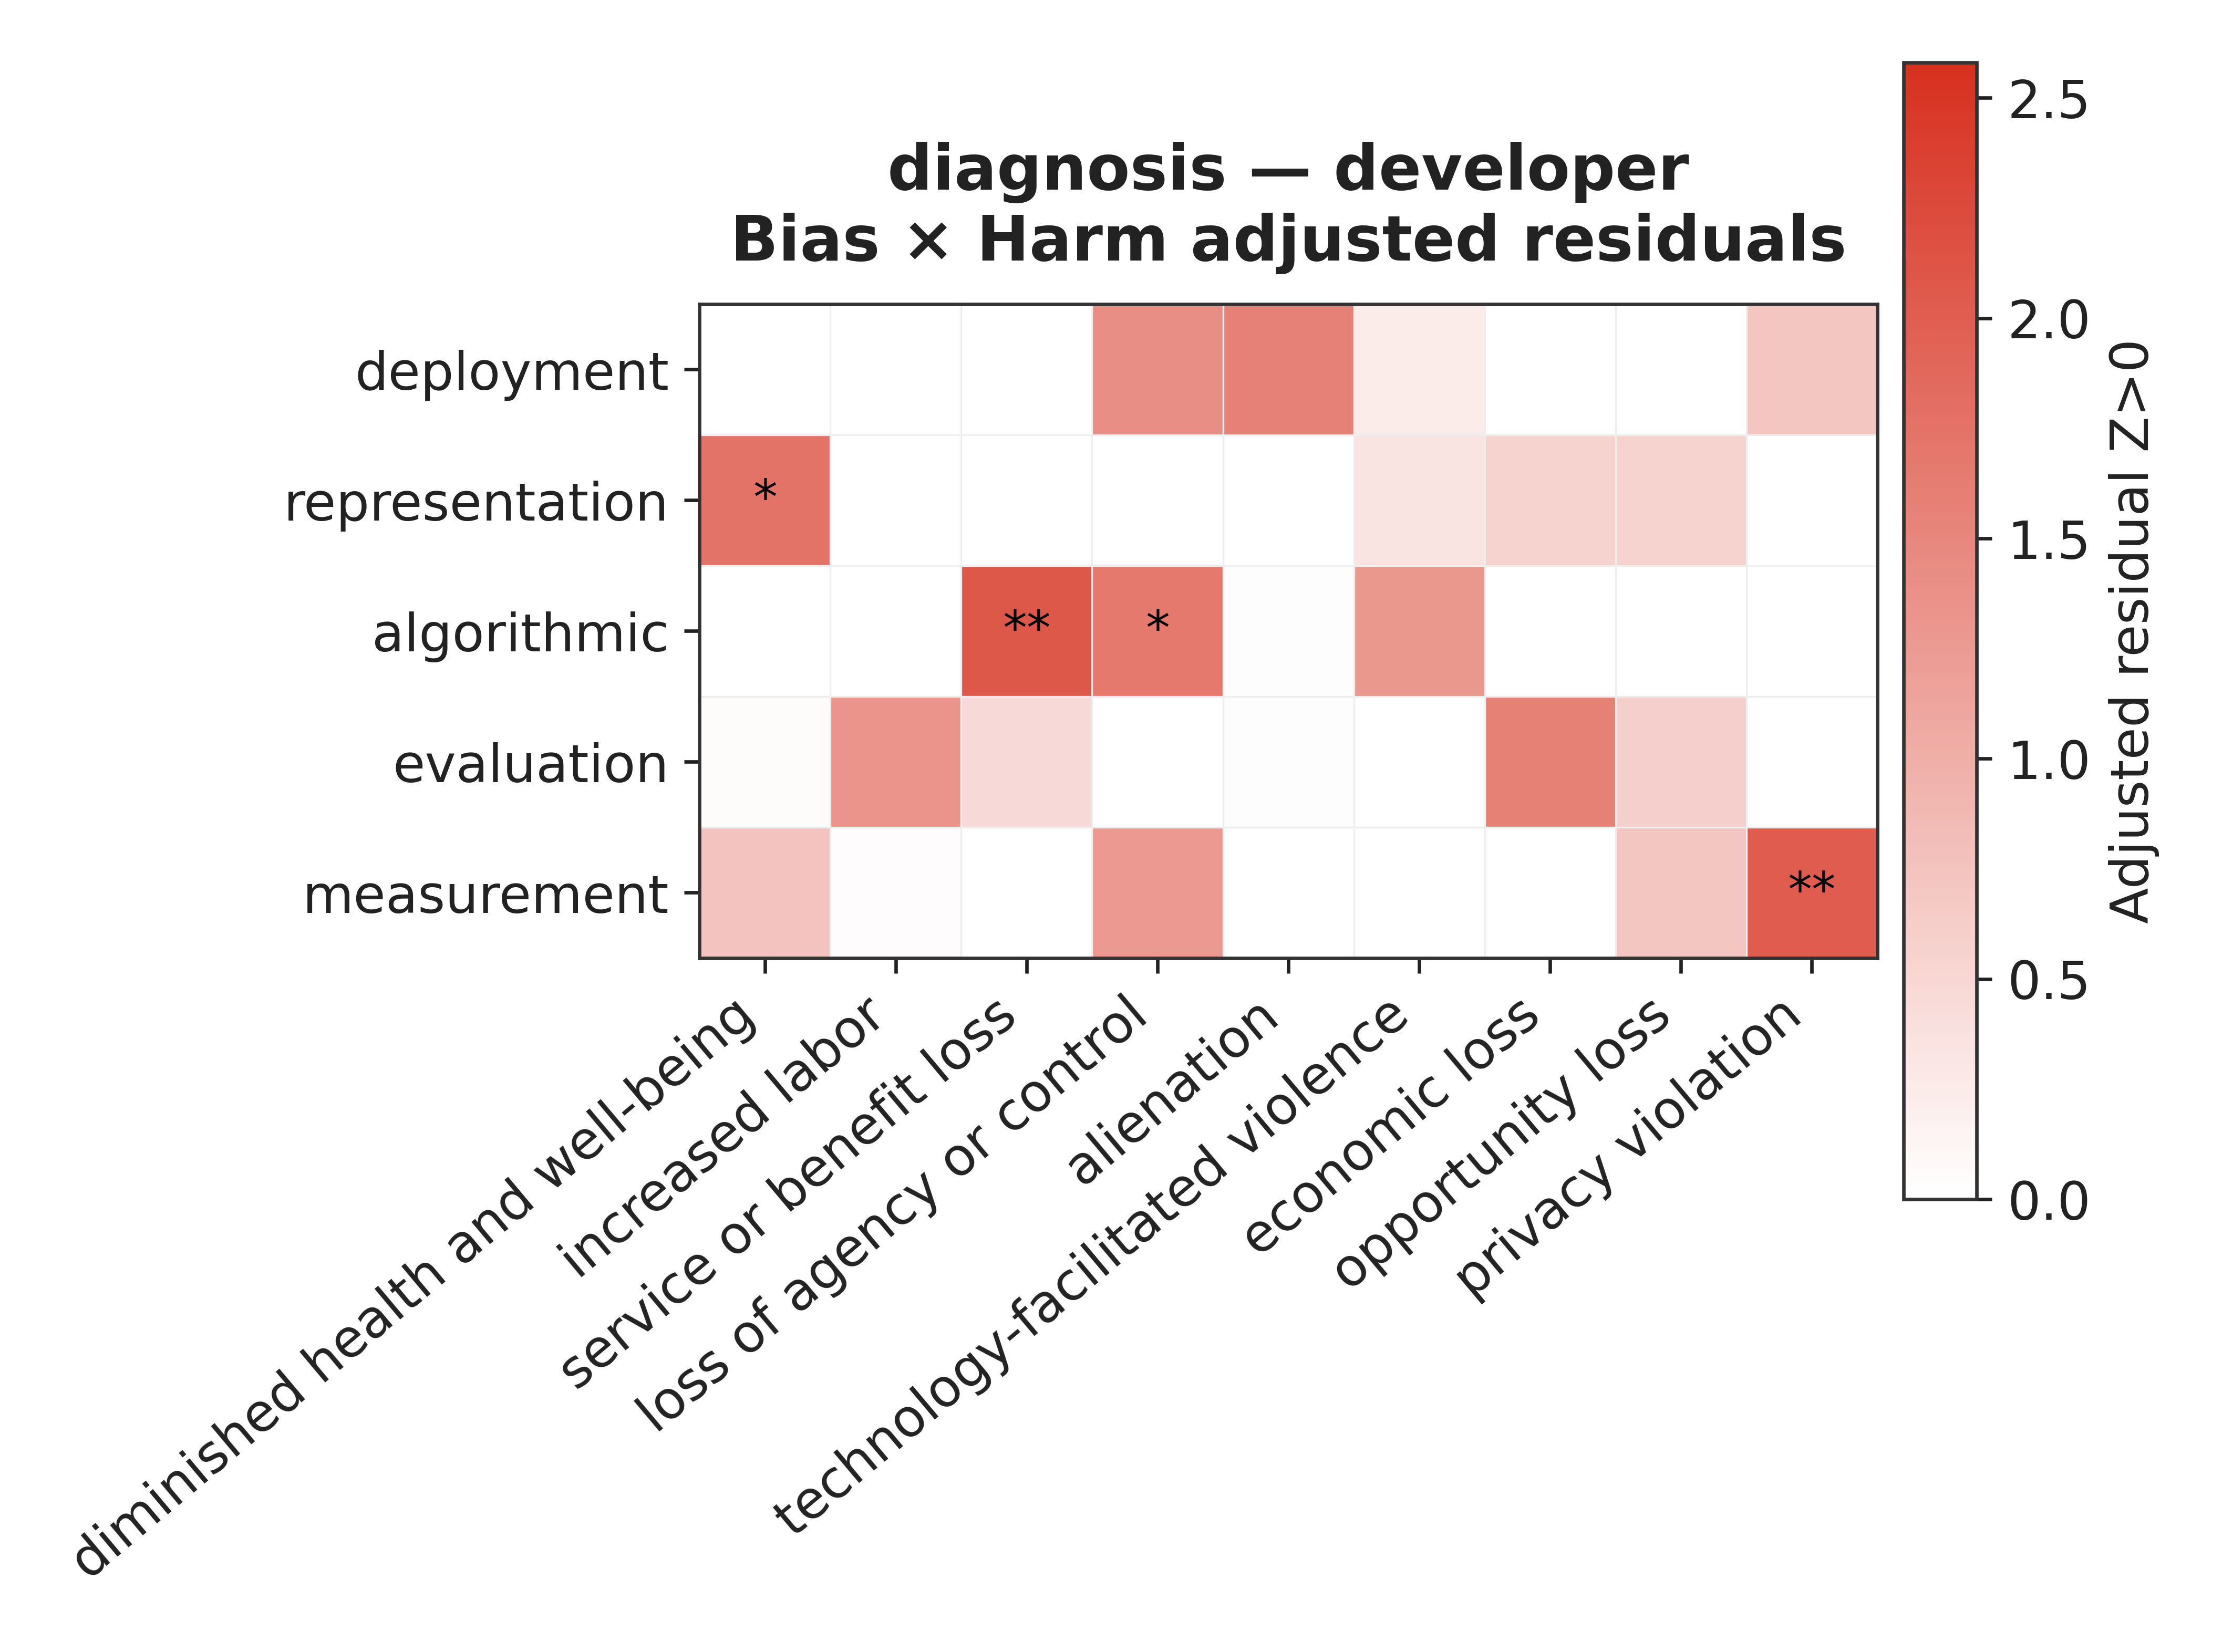 diagnosis — developer
Bias × Harm adjusted residuals
deployment
representation
algorithmic
evaluation
measurement
*
** *
**
diminished health and well-being
increased labor
service or benefit loss
loss of agency or control
alienation
technology-facilitated violence
economic loss
opportunity loss
privacy violation
2.5
2.0
1.5
1.0
0.5
0.0
Adjusted residual Z>0